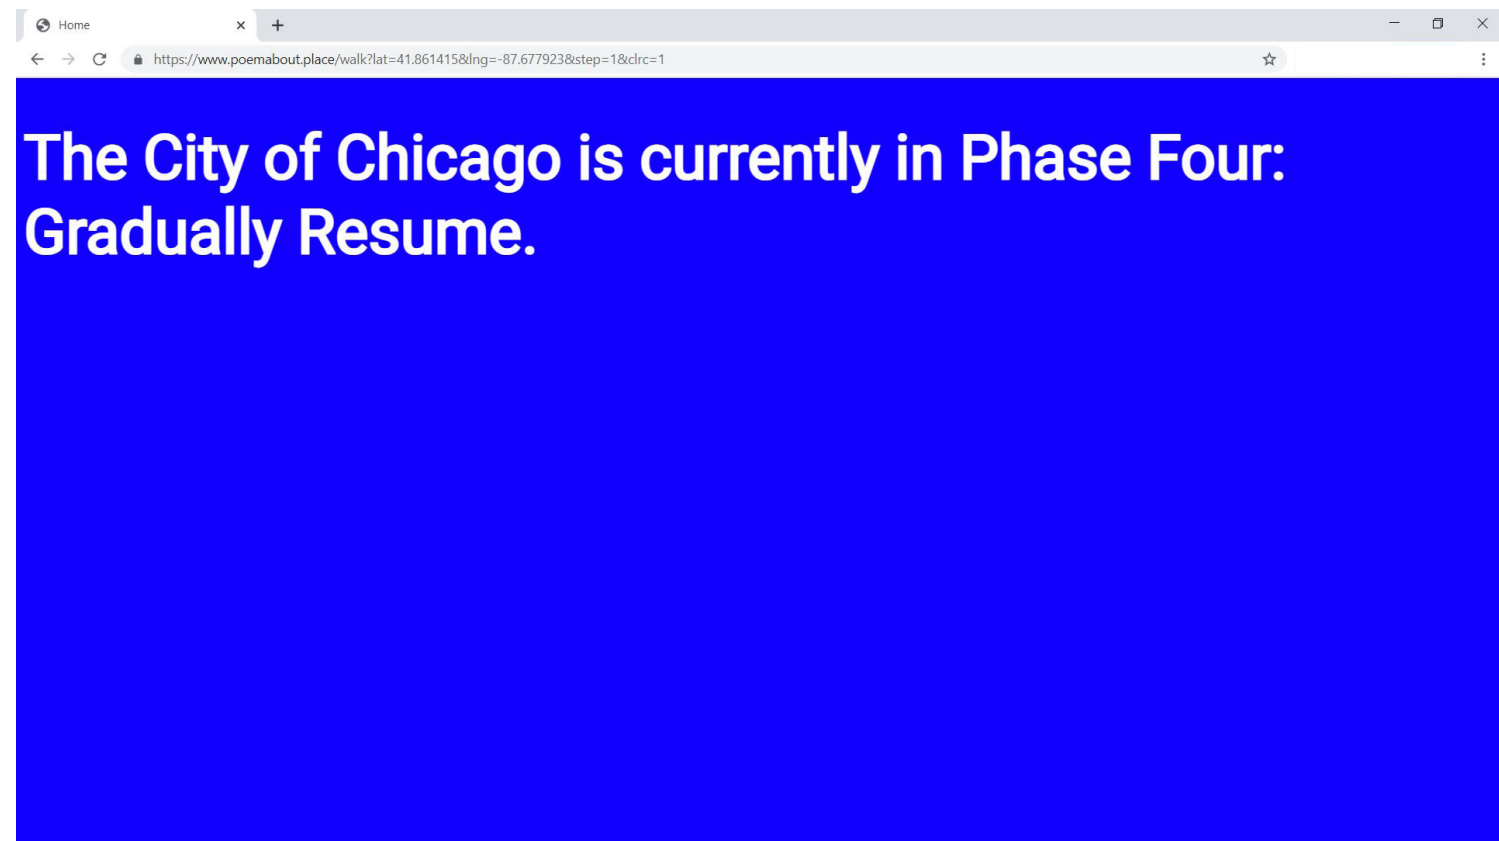 Home
https://www.poemabout.place/walk?lat=41.861415&lng=-87.677923&step=1&clrc=1
The City of Chicago is currently in Phase Four:
Gradually Resume.